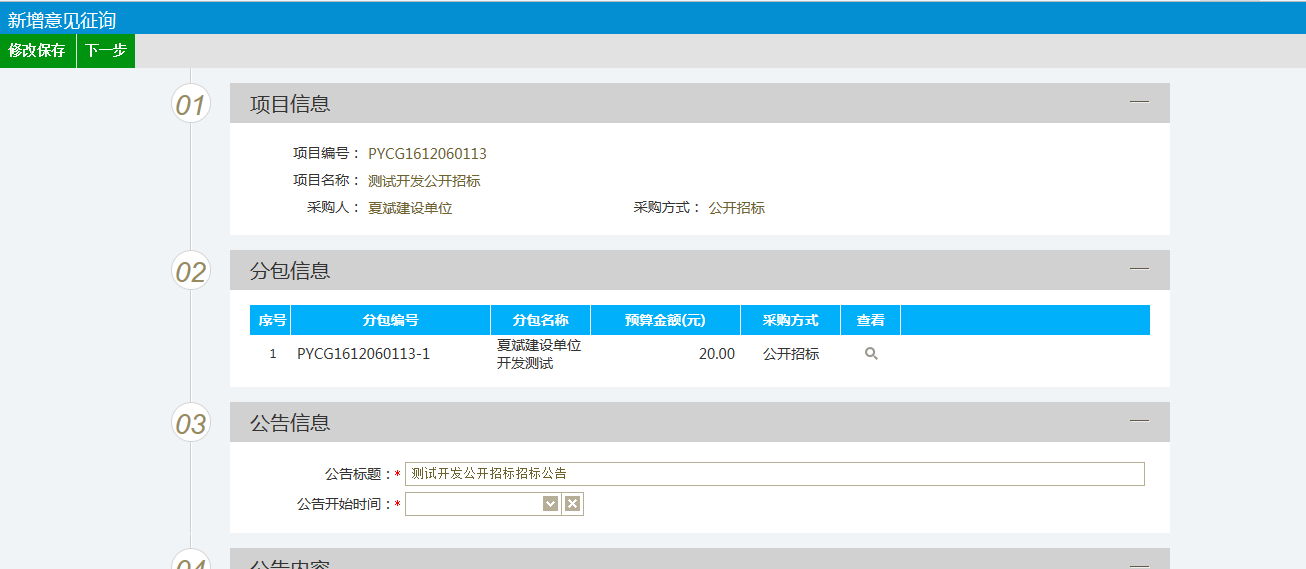 新增意见征询
修改保存 下一步
01 项目信息
项目编号： PYCG1612060113
项目名称： 测试开发公开招标
采购人： 夏斌建设单位 采购方式： 公开招标
02 分包信息
序号 分包编号 分包名称 预算金额(元) 采购方式 查看
1 PYCG1612060113-1 夏斌建设单位 20.00 公开招标
开发测试
03 公告信息
公告标题：* 测试开发公开招标招标公告
公告开始时间：*
04 公告内容